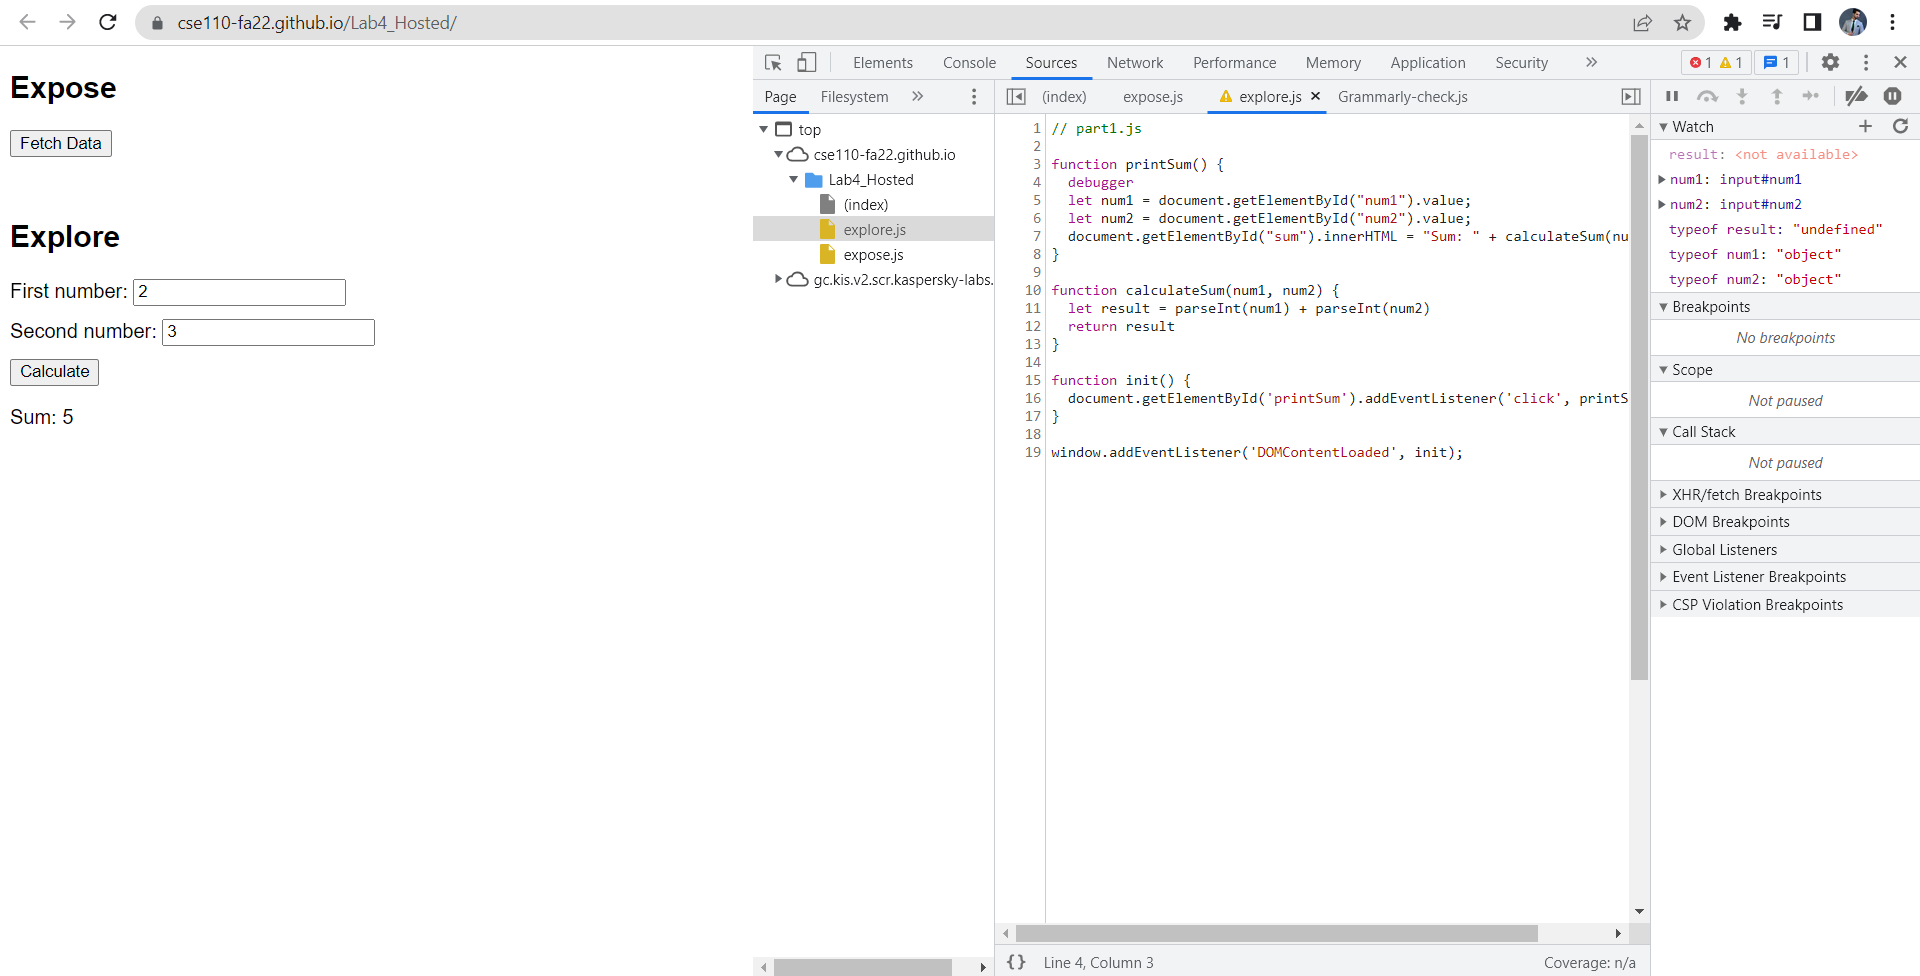 cse110-fa22.github.io/Lab4_Hosted/
Expose
Fetch Data
Explore
First number: 2
Second number: 3
Calculate
Sum: 5
Elements Console Sources Network Performance Memory Application Security » 1 1 1
Page Filesystem »
top
cse110-fa22.github.io
Lab4_Hosted
(index)
explore.js
expose.js
gc.kis.v2.scr.kaspersky-labs.
(index) expose.js explore.js × Grammarly-check.js
1 // part1.js
2
3 function printSum() {
4 debugger
5 let num1 = document.getElementById("num1").value;
6 let num2 = document.getElementById("num2").value;
7 document.getElementById("sum").innerHTML = "Sum: " + calculateSum(nu
8 }
9
10 function calculateSum(num1, num2) {
11 let result = parseInt(num1) + parseInt(num2)
12 return result
13 }
14
15 function init() {
16 document.getElementById('printSum').addEventListener('click', printS
17 }
18
19 window.addEventListener('DOMContentLoaded', init);
{} Line 4, Column 3 Coverage: n/a
Watch
result: <not available>
num1: input#num1
num2: input#num2
typeof result: "undefined"
typeof num1: "object"
typeof num2: "object"
Breakpoints
No breakpoints
Scope
Not paused
Call Stack
Not paused
XHR/fetch Breakpoints
DOM Breakpoints
Global Listeners
Event Listener Breakpoints
CSP Violation Breakpoints